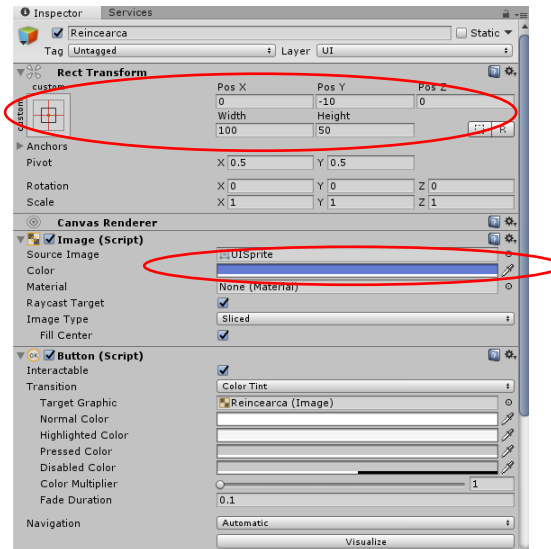 Inspector Services
Reincearca Static
Tag Untagged Layer UI
Rect Transform
custom Pos X Pos Y Pos Z
custom 0 -10 0
Width Height
100 50 R
Anchors
Pivot X 0.5 Y 0.5
Rotation X 0 Y 0 Z 0
Scale X 1 Y 1 Z 1
Canvas Renderer
Image (Script)
Source Image UISprite
Color
Material None (Material)
Raycast Target
Image Type Sliced
Fill Center
OK Button (Script)
Interactable
Transition Color Tint
Target Graphic Reincearca (Image)
Normal Color
Highlighted Color
Pressed Color
Disabled Color
Color Multiplier 1
Fade Duration 0.1
Navigation Automatic
Visualize